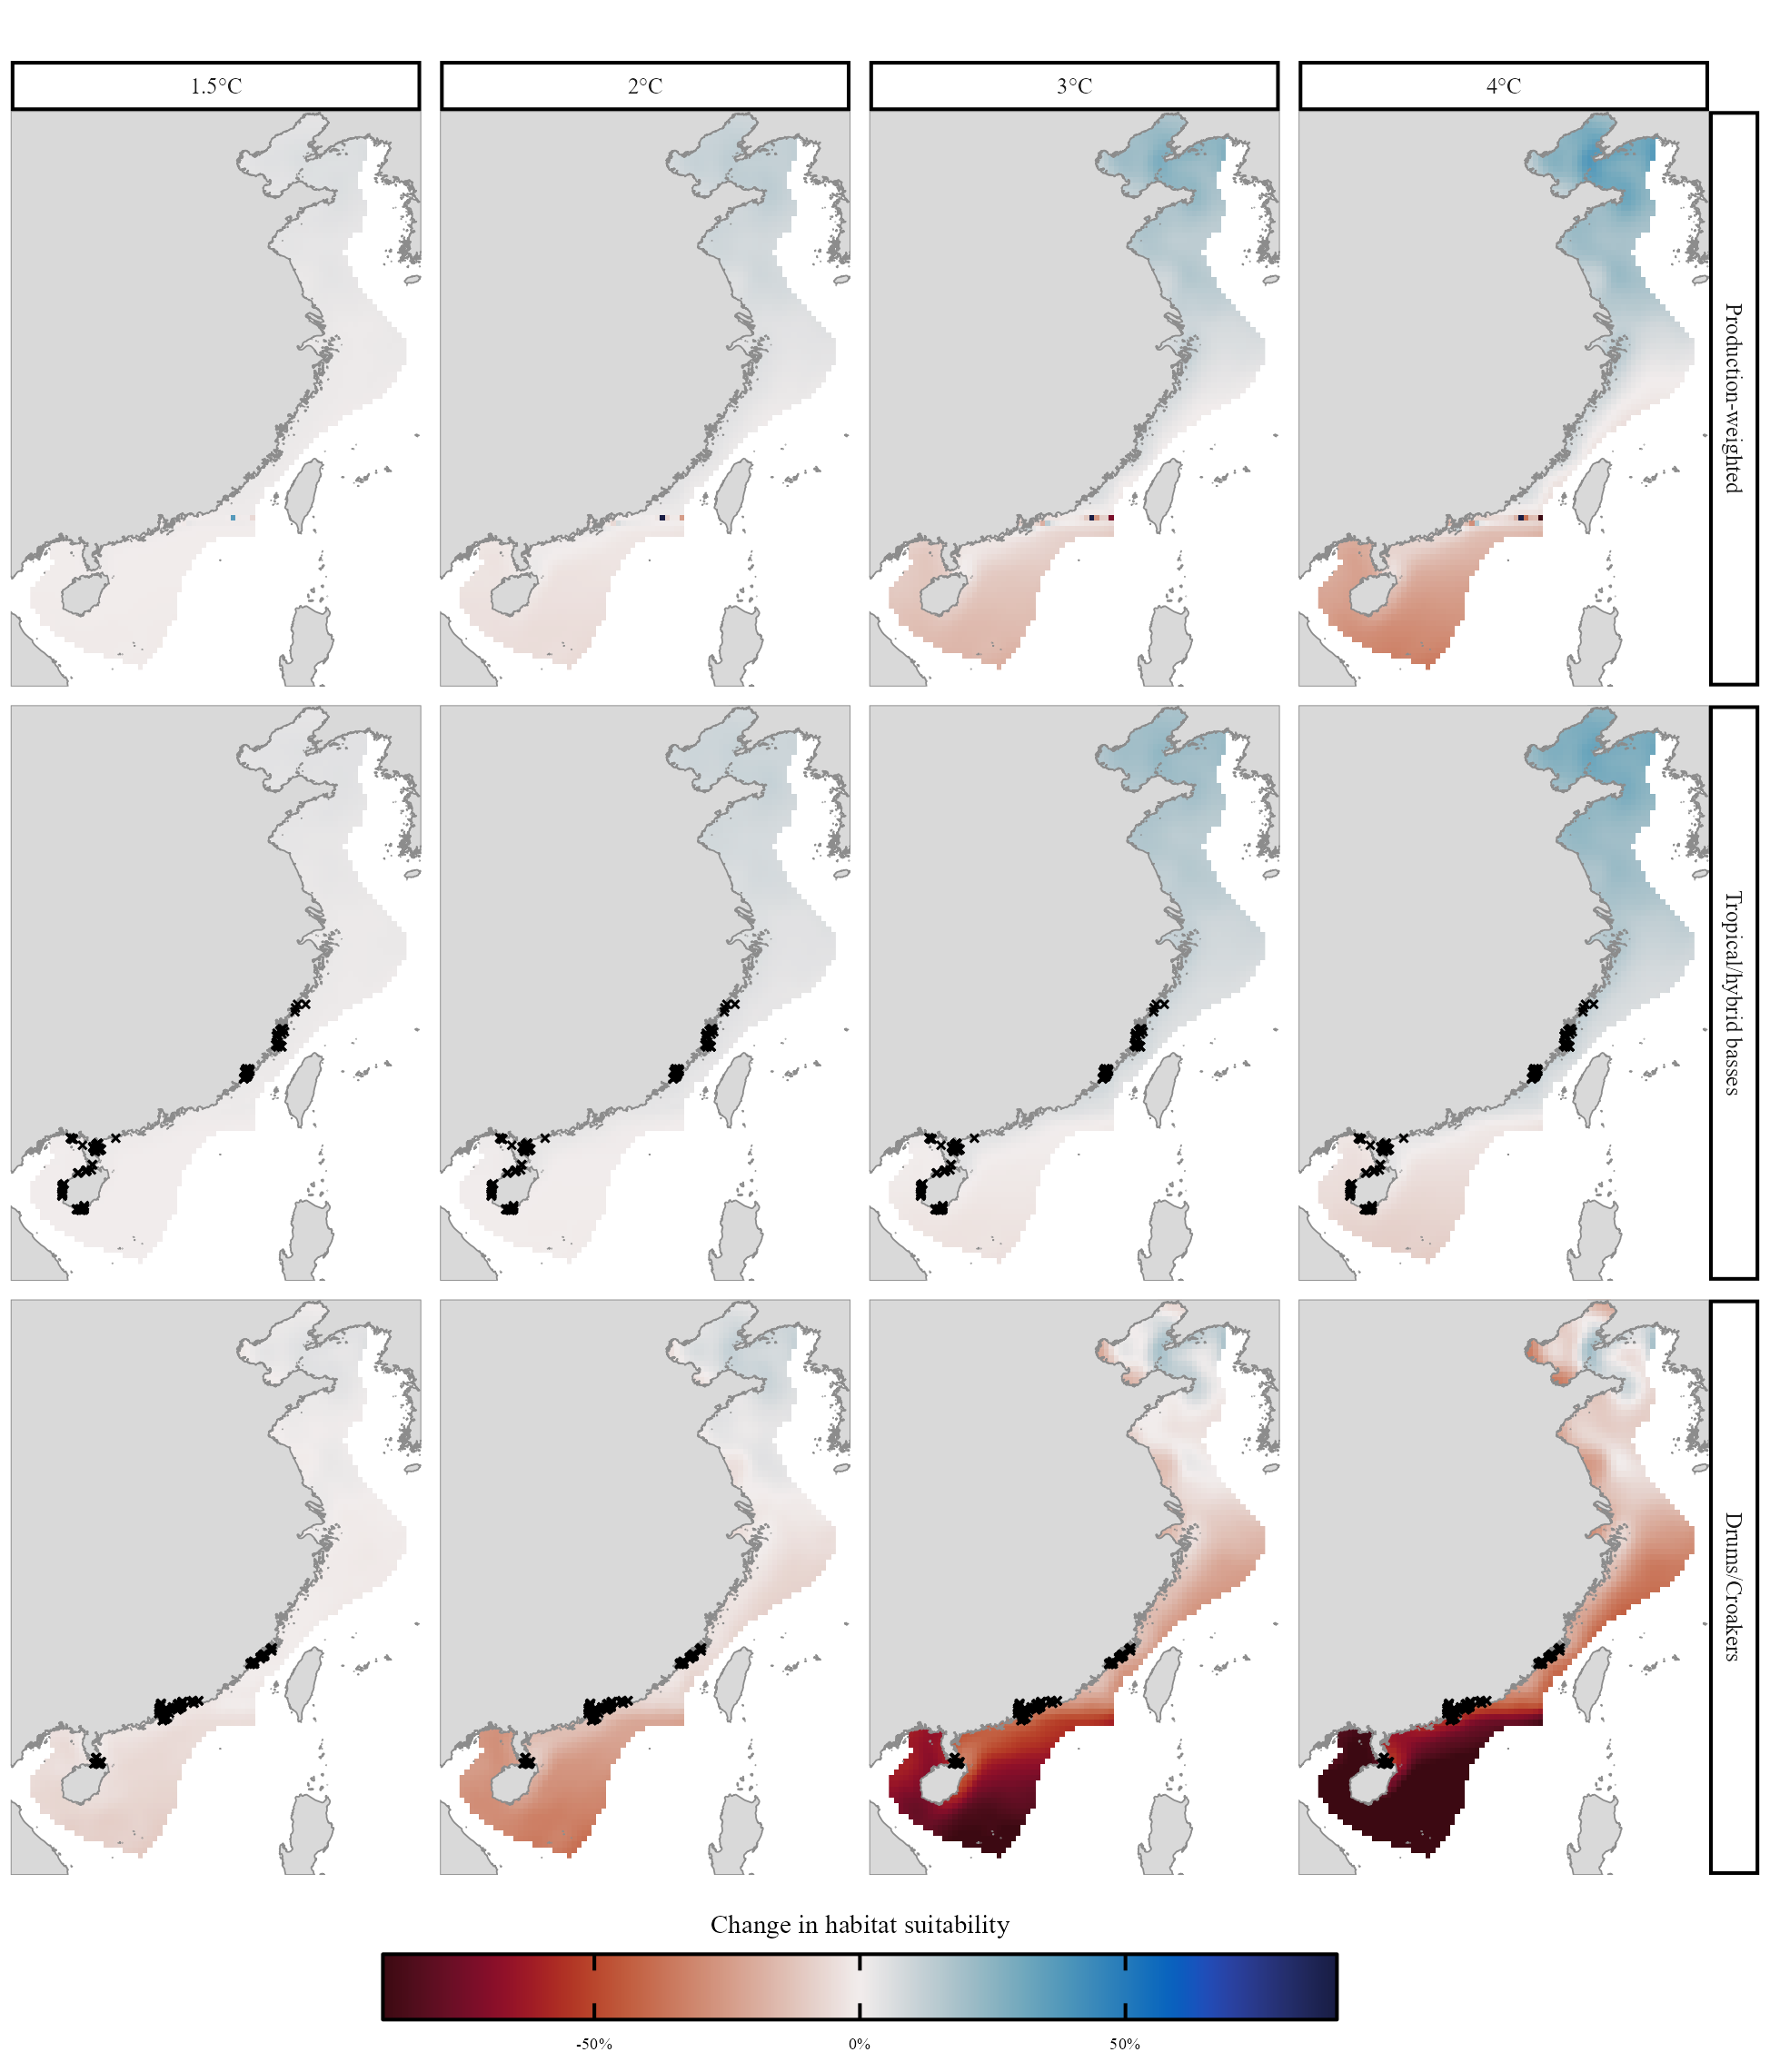 1.5°C
2°C
3°C
4°C
Production-weighted
Tropical/hybrid basses
Drums/Croakers
Change in habitat suitability
-50%
0%
50%